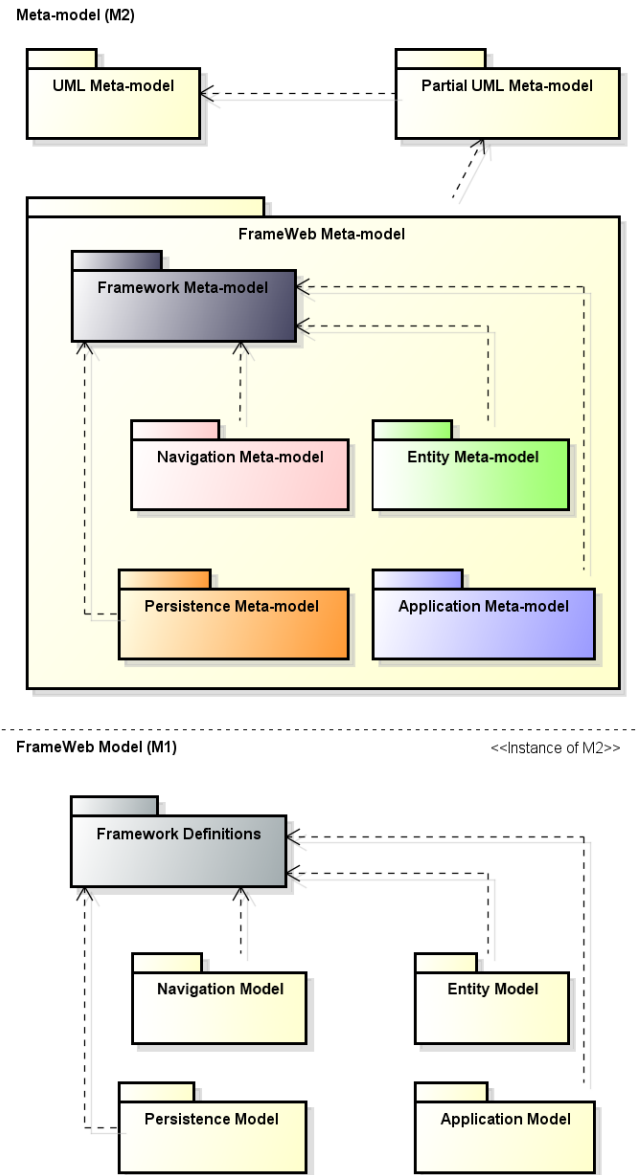 Meta-model (M2)
UML Meta-model
Partial UML Meta-model
FrameWeb Meta-model
Framework Meta-model
Navigation Meta-model
Entity Meta-model
Persistence Meta-model
Application Meta-model
FrameWeb Model (M1)
<<Instance of M2>>
Framework Definitions
Navigation Model
Entity Model
Persistence Model
Application Model